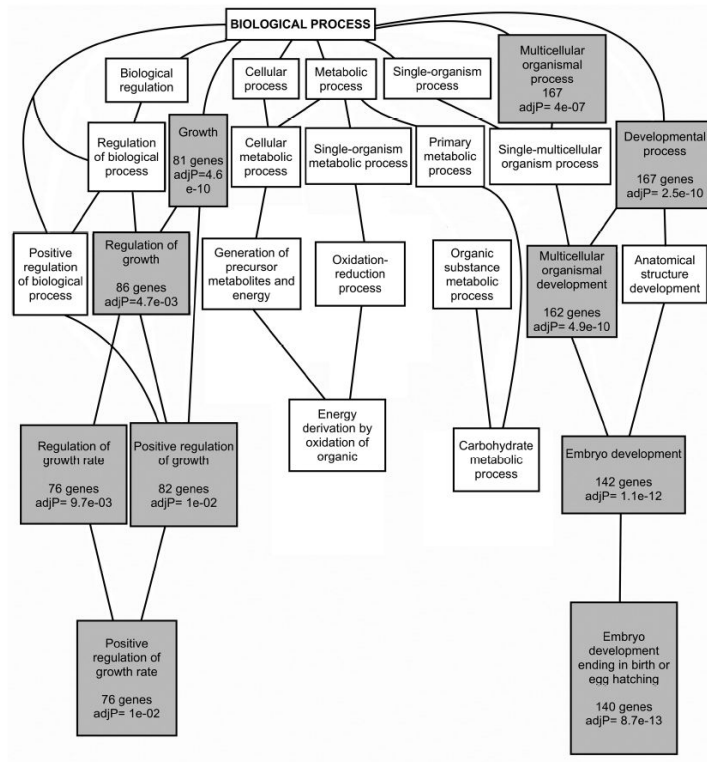 BIOLOGICAL PROCESS
Biological
regulation
Cellular
process
Metabolic
process
Single-organism
process
Multicellular
organismal
process
167
adjP= 4e-07
Growth
81 genes
adjP=4.6
e-10
Regulation
of biological
process
Cellular
metabolic process
Single-organism
metabolic process
Primary
metabolic process
Single-multicellular
organism process
Developmental
process
167 genes
adjP= 2.5e-10
Positive
regulation
of biological
process
Regulation of
growth
86 genes
adjP=4.7e-03
Generation of
precursor
metabolites and
energy
Oxidation-
reduction
process
Organic
substance
metabolic
process
Multicellular
organismal
development
162 genes
adjP= 4.9e-10
Anatomical
structure
development
Regulation of
growth rate
76 genes
adjP= 9.7e-03
Positive regulation
of growth
82 genes
adjP= 1e-02
Energy
derivation by
oxidation of
organic
Carbohydrate
metabolic
process
Embryo development
142 genes
adjP= 1.1e-12
Positive
regulation of
growth rate
76 genes
adjP= 1e-02
Embryo
development
ending in birth or
egg hatching
140 genes
adjP= 8.7e-13